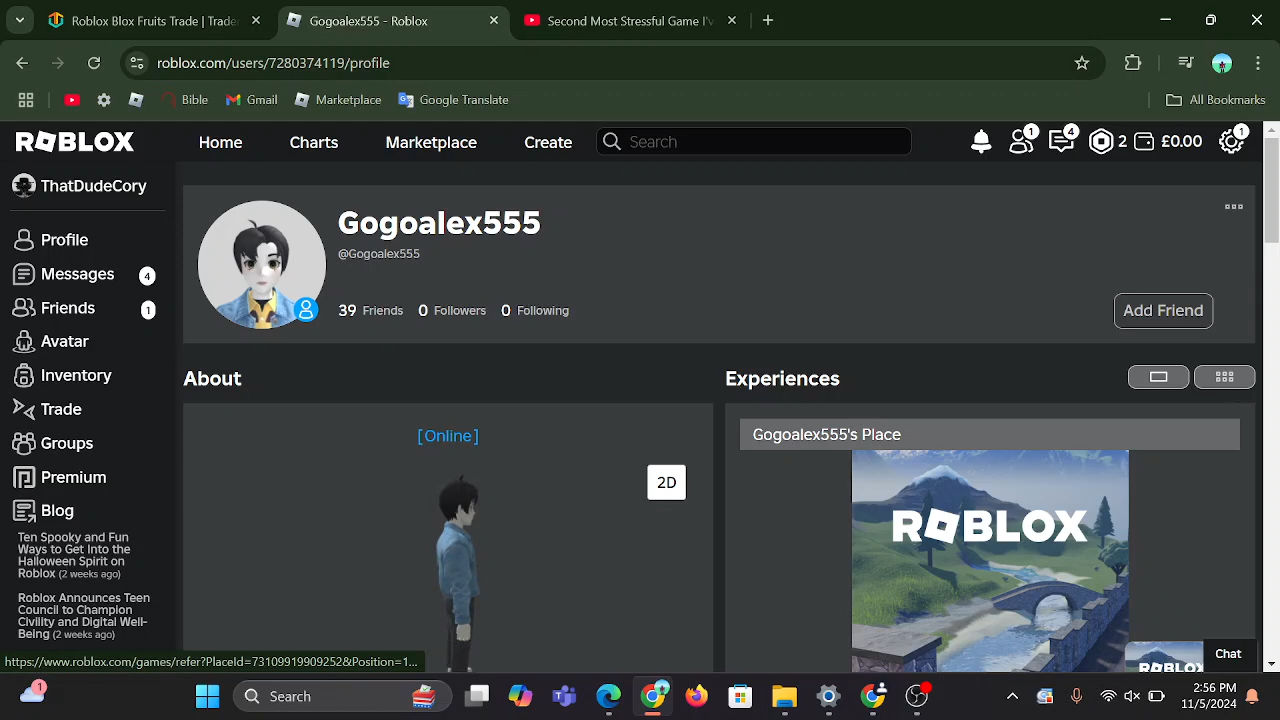 Roblox Blox Fruits Trade | Trader
Gogoalex555 - Roblox
Second Most Stressful Game I'v
roblox.com/users/7280374119/profile
Bible
Gmail
Marketplace
Google Translate
All Bookmarks
ROBLOX
Home
Charts
Marketplace
Create
Search
1
4
2
£0.00
1
ThatDudeCory
Profile
Messages
4
Friends
1
Avatar
Inventory
Trade
Groups
Premium
Blog
Ten Spooky and Fun
Ways to Get Into the
Halloween Spirit on
Roblox (2 weeks ago)
Roblox Announces Teen
Council to Champion
Civility and Digital Well-
Being (2 weeks ago)
Gogoalex555
@Gogoalex555
39 Friends 0 Followers 0 Following
Add Friend
About
[Online]
2D
Experiences
Gogoalex555's Place
ROBLOX
ROBLOX
Chat
https://www.roblox.com/games/refer?PlaceId=73109919909252&Position=1...
1
Search
2:56 PM
11/5/2024